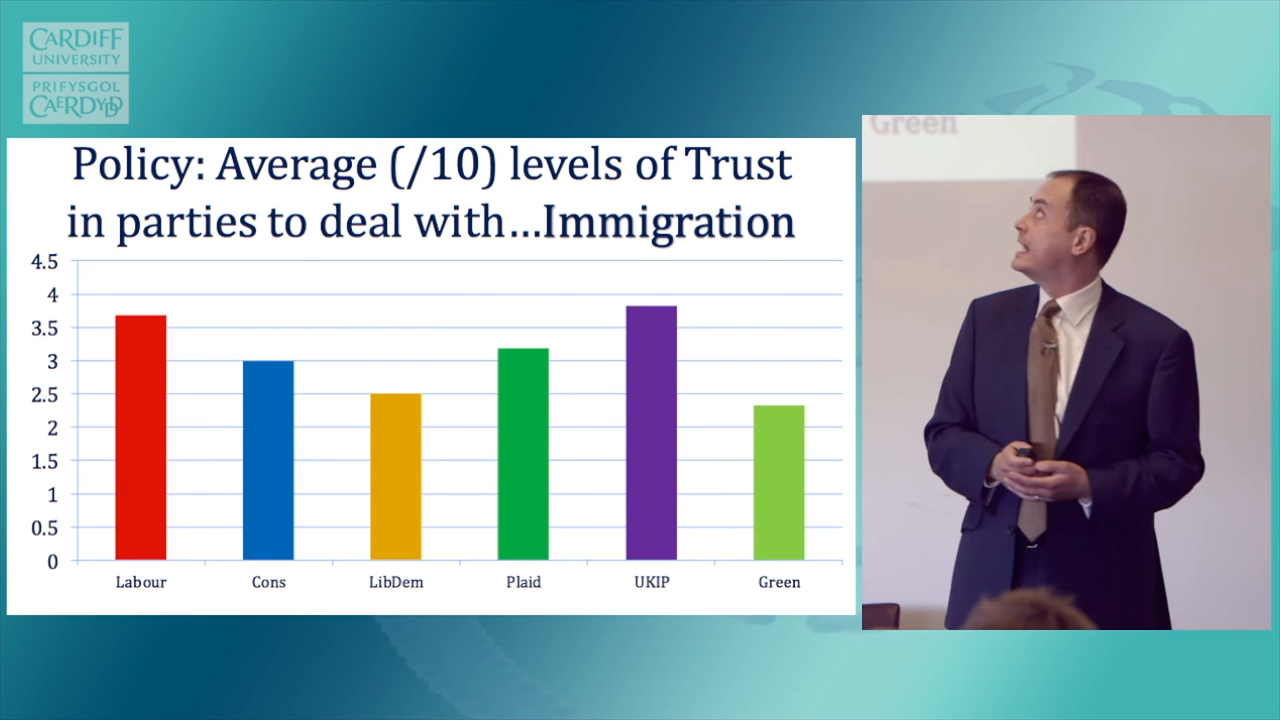 CARDIFF
UNIVERSITY
PRIFYSGOL
CAERDYDD
Policy: Average (/10) levels of Trust
in parties to deal with...Immigration
4.5
4
3.5
3
2.5
2
1.5
1
0.5
0
Labour
Cons
LibDem
Plaid
UKIP
Green
Green